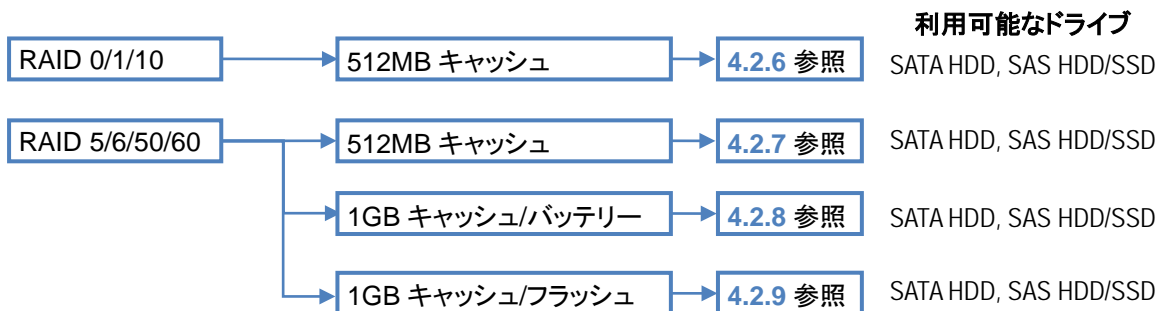 利用可能なドライブ
RAID 0/1/10 512MB キャッシュ 4.2.6 参照 SATA HDD, SAS HDD/SSD
RAID 5/6/50/60 512MB キャッシュ 4.2.7 参照 SATA HDD, SAS HDD/SSD
1GB キャッシュ/バッテリー 4.2.8 参照 SATA HDD, SAS HDD/SSD
1GB キャッシュ/フラッシュ 4.2.9 参照 SATA HDD, SAS HDD/SSD